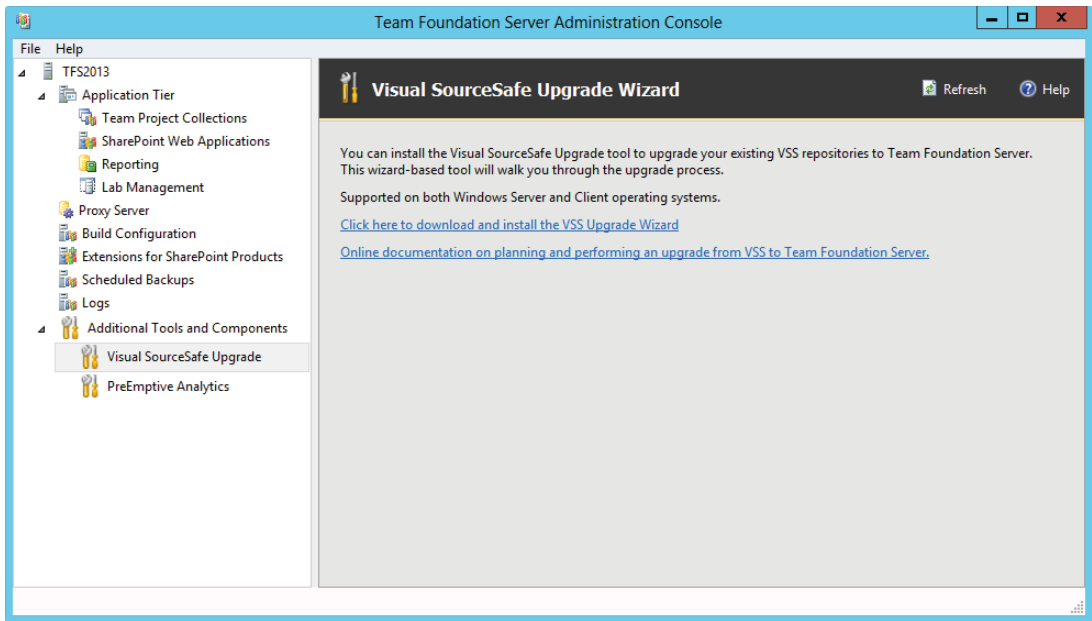 Team Foundation Server Administration Console
File Help
TFS2013
Application Tier
Team Project Collections
SharePoint Web Applications
Reporting
Lab Management
Proxy Server
Build Configuration
Extensions for SharePoint Products
Scheduled Backups
Logs
Additional Tools and Components
Visual SourceSafe Upgrade
PreEmptive Analytics
Visual SourceSafe Upgrade Wizard
Refresh
Help
You can install the Visual SourceSafe Upgrade tool to upgrade your existing VSS repositories to Team Foundation Server.
This wizard-based tool will walk you through the upgrade process.
Supported on both Windows Server and Client operating systems.
Click here to download and install the VSS Upgrade Wizard
Online documentation on planning and performing an upgrade from VSS to Team Foundation Server.